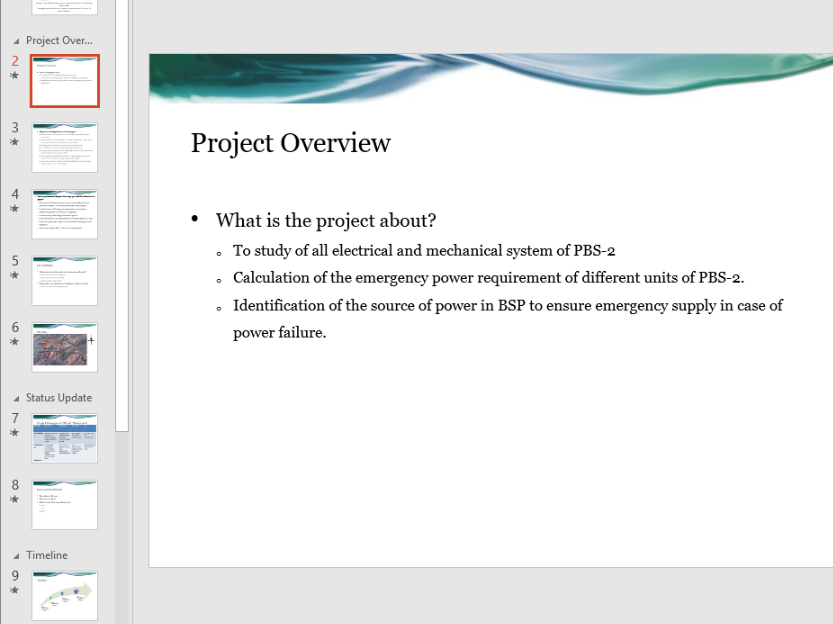 Project Over...
2
3
4
5
6
Status Update
7
8
Timeline
9
Project Overview
• What is the project about?
To study of all electrical and mechanical system of PBS-2
Calculation of the emergency power requirement of different units of PBS-2.
Identification of the source of power in BSP to ensure emergency supply in case of
power failure.